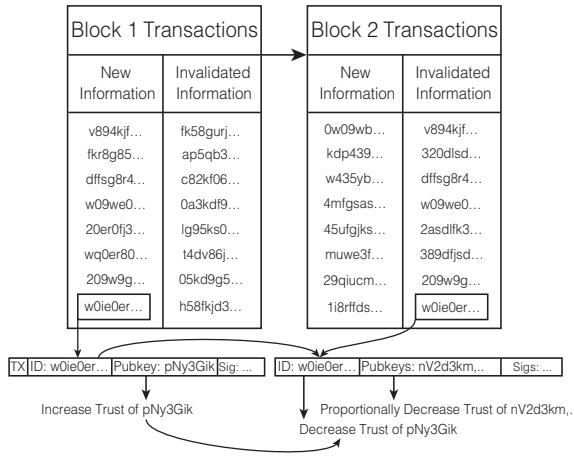 Block 1 Transactions
New Information
Invalidated Information
v894kjf... fk58gurj...
fkr8g85... ap5qb3...
dffsg8r4... c82kf06...
w09we0... 0a3kdf9...
20er0fj3... lg95ks0...
wq0er80... t4dv86j...
209w9g... 05kd9g5...
w0ie0er... h58fkjd3...
Block 2 Transactions
New Information
Invalidated Information
0w09wb... v894kjf...
kdp439... 320dlsd...
w435yb... dffsg8r4...
4mfgsas... w09we0...
45ufgjks... 2asdlfk3...
muwe3f... 389dfjsd...
29qiucm... 209w9g...
1i8rffds... w0ie0er...
TX ID: w0ie0er... Pubkey: pNy3Gik Sig: ...
ID: w0ie0er... Pubkeys: nV2d3km,.. Sigs: ...
Increase Trust of pNy3Gik
Proportionally Decrease Trust of nV2d3km,.
Decrease Trust of pNy3Gik